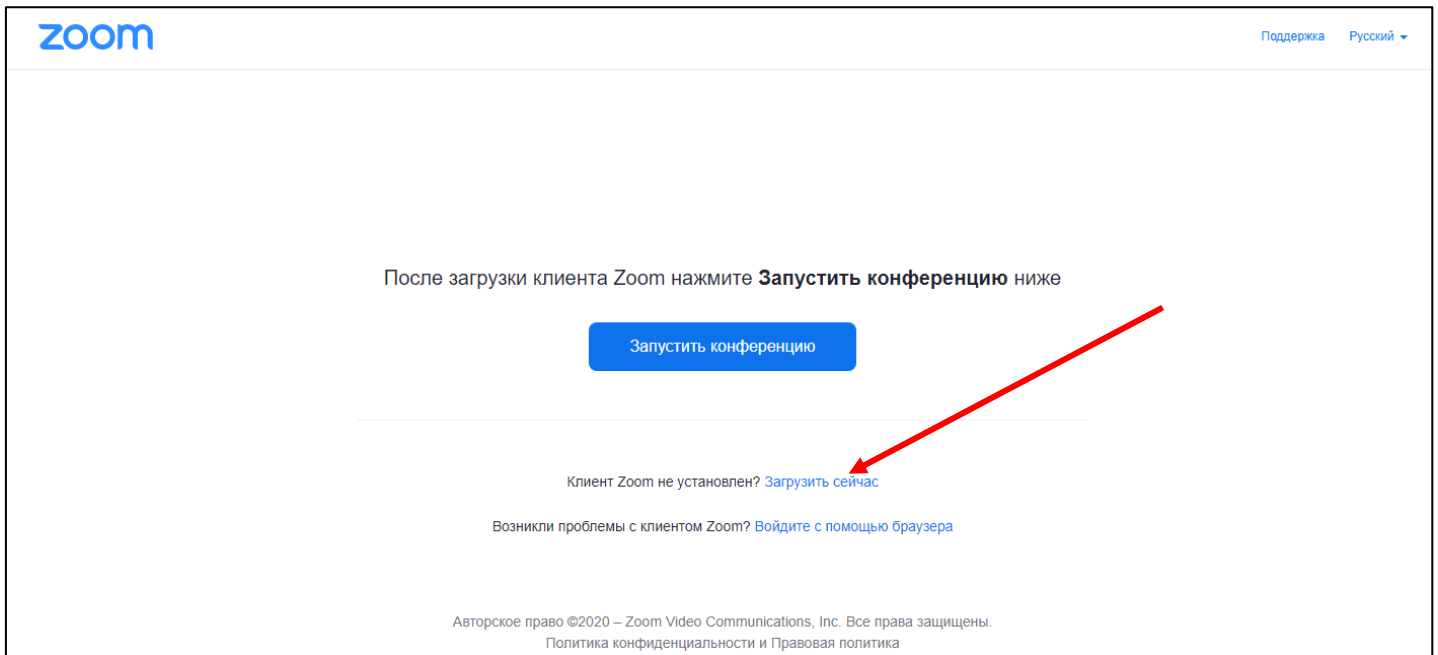 zoom
Поддержка Русский
После загрузки клиента Zoom нажмите Запустить конференцию ниже
Запустить конференцию
Клиент Zoom не установлен? Загрузить сейчас
Возникли проблемы с клиентом Zoom? Войдите с помощью браузера
Авторское право ©2020 – Zoom Video Communications, Inc. Все права защищены.
Политика конфиденциальности и Правовая политика